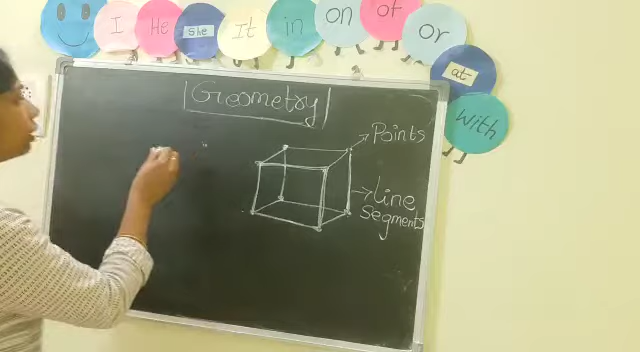 I
He
she
It
in
on
of
or
at
with
Geometry
Points
Line
Segments